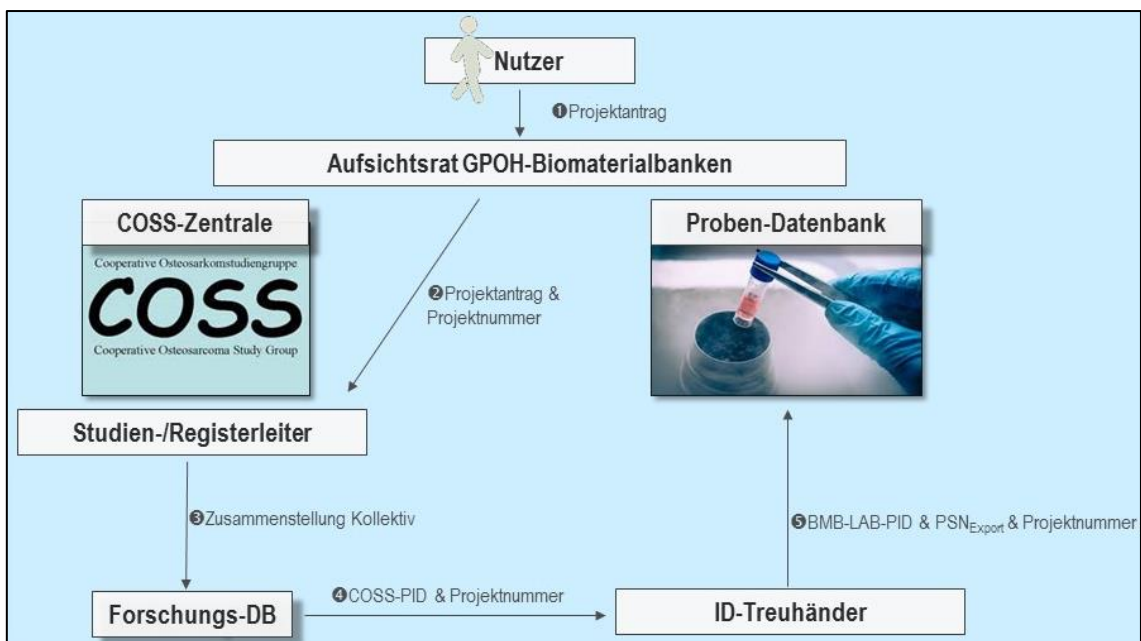 Nutzer
❶Projektantrag
Aufsichtsrat GPOH-Biomaterialbanken
COSS-Zentrale
Cooperative Osteosarkomstudiengruppe
COSS
Cooperative Osteosarcoma Study Group
Proben-Datenbank
❷Projektantrag &
Projektnummer
Studien-/Registerleiter
❸Zusammenstellung Kollektiv
❺BMB-LAB-PID & PSNExport & Projektnummer
Forschungs-DB
❹COSS-PID & Projektnummer
ID-Treuhänder